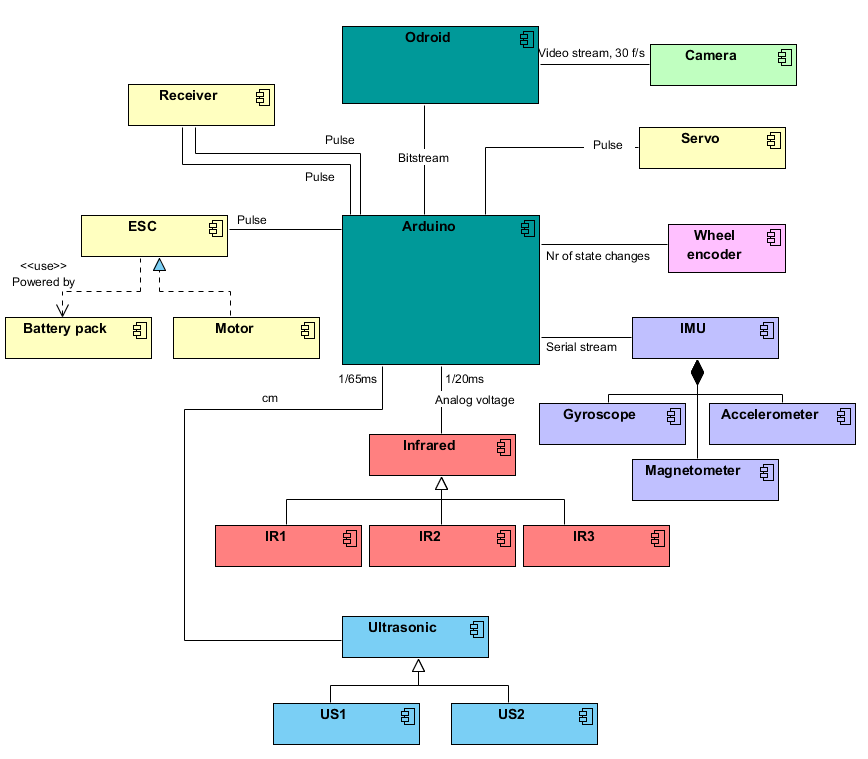 Odroid
Video stream, 30 f/s
Camera
Receiver
Pulse
Pulse
Bitstream
Pulse
Servo
ESC
Pulse
Arduino
Wheel
encoder
Nr of state changes
<<use>>
Powered by
Battery pack
Motor
IMU
Serial stream
1/65ms
1/20ms
cm
Analog voltage
Gyroscope
Accelerometer
Infrared
Magnetometer
IR1
IR2
IR3
Ultrasonic
US1
US2